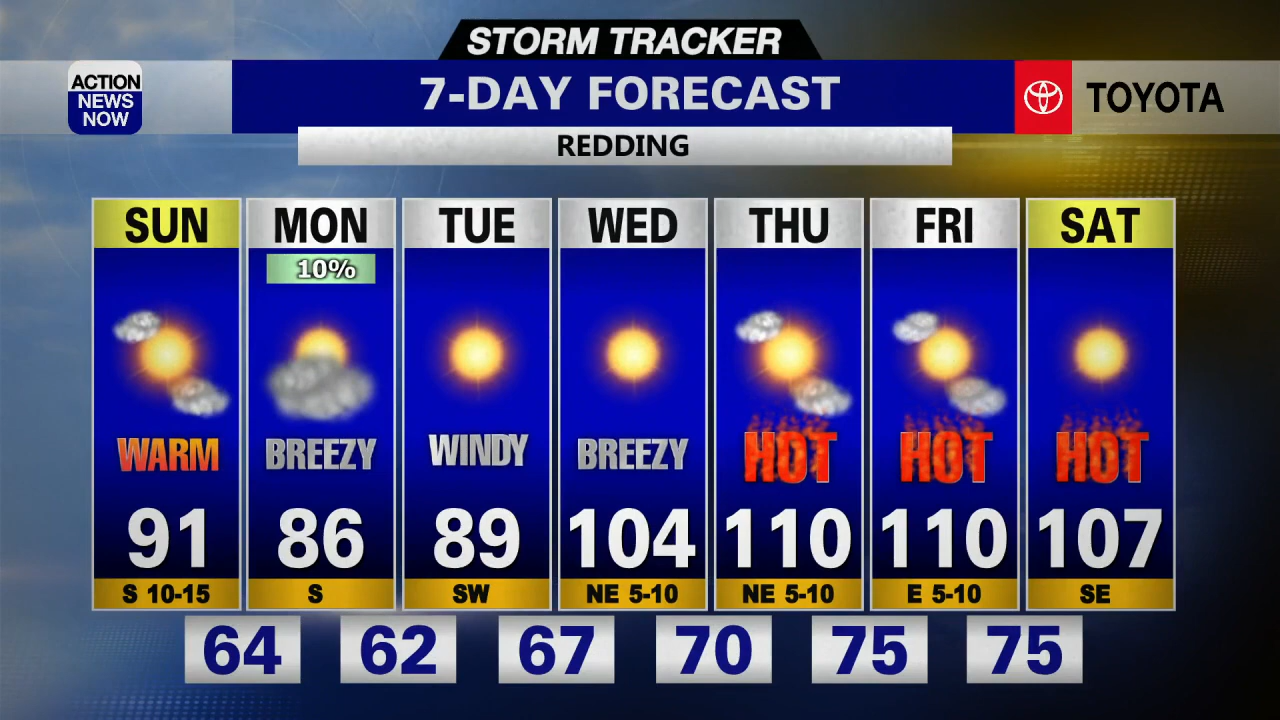 STORM TRACKER
ACTION
NEWS
NOW
7-DAY FORECAST
TOYOTA
REDDING
SUN MON TUE WED THU FRI SAT
10%
WARM BREEZY WINDY BREEZY HOT HOT HOT
91 86 89 104 110 110 107
S 10-15 S SW NE 5-10 NE 5-10 E 5-10 SE
64 62 67 70 75 75